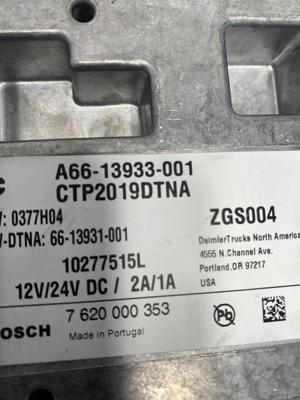 A66-13933-001
CTP2019DTNA
0377H04
ZGS004
-DTNA: 66-13931-001
DaimlerTrucks North America
4555 N.Channel Ave.
Portland,OR 97217
USA
10277515L
12V/24V DC / 2A/1A
OSCH
7 620 000 353
Made in Portugal
Pb